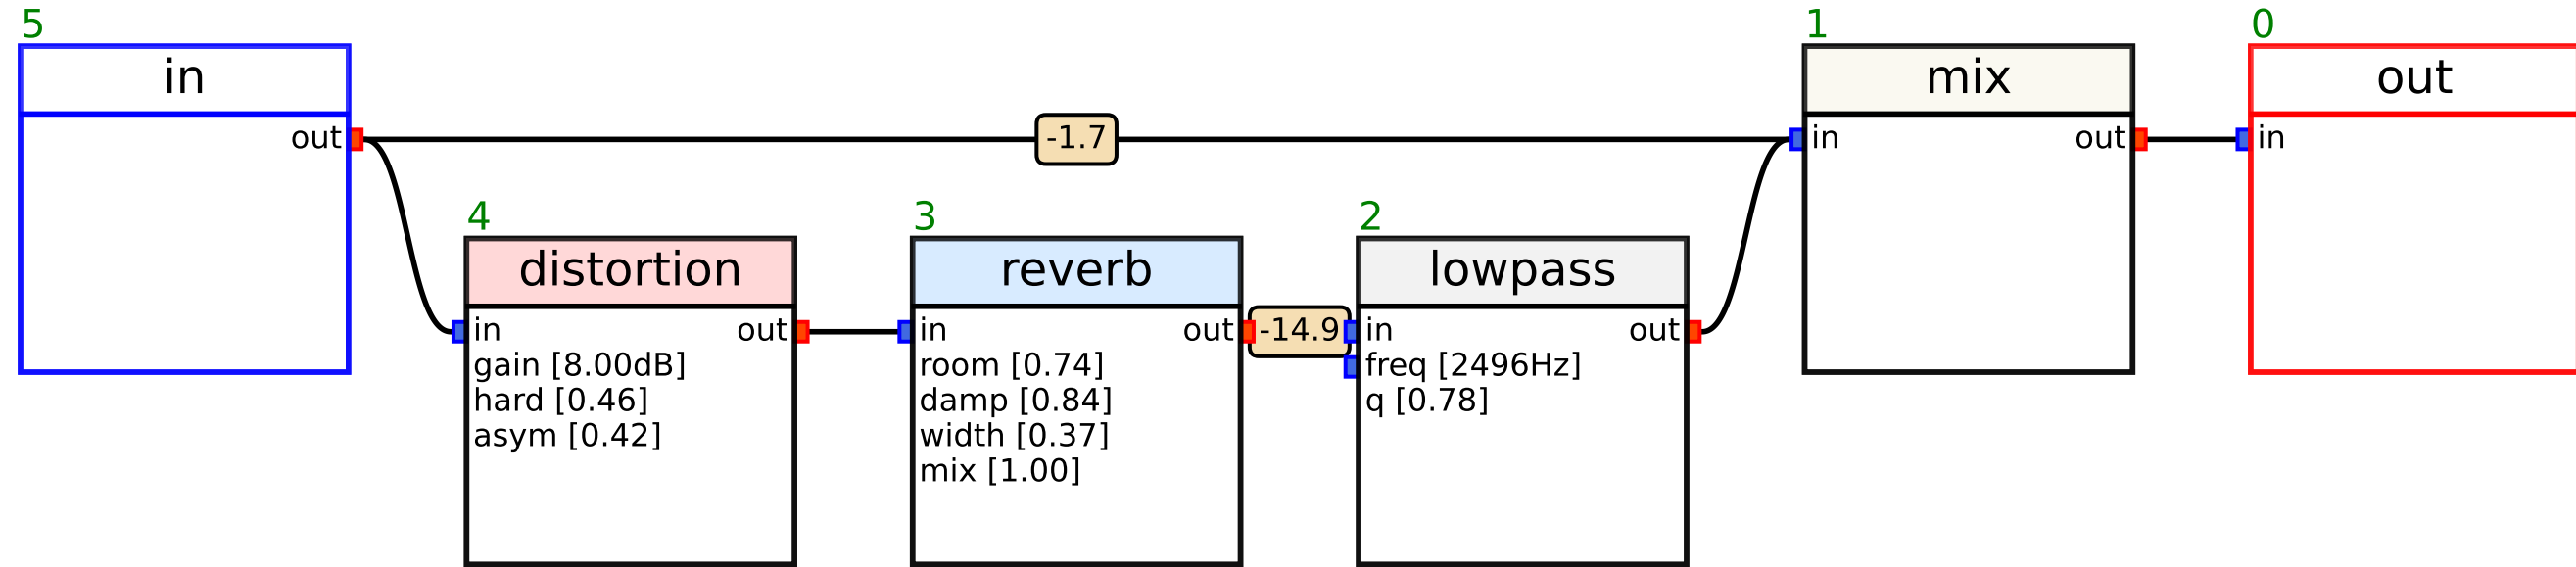 5
in
out
-1.7
4
distortion
in
out
gain [8.00dB]
hard [0.46]
asym [0.42]
3
reverb
in
out
room [0.74]
damp [0.84]
width [0.37]
mix [1.00]
-14.9
2
lowpass
in
out
freq [2496Hz]
q [0.78]
1
mix
in
out
0
out
in